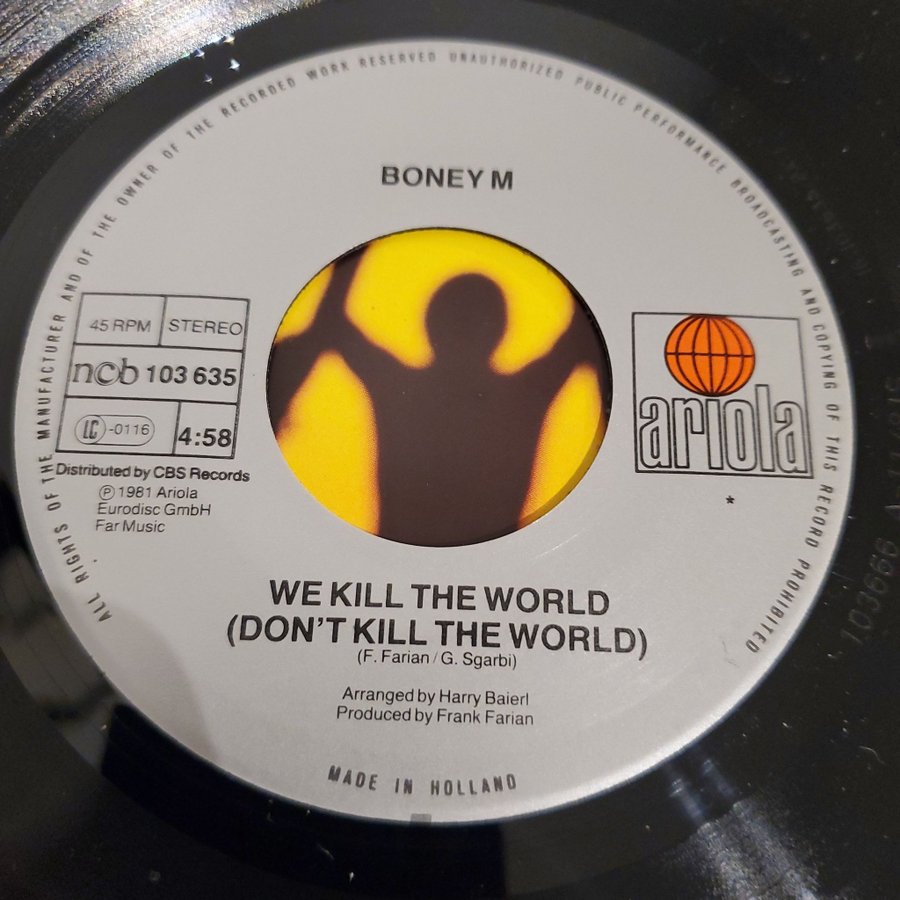 ALL RIGHTS OF THE MANUFACTURER AND OF THE OWNER OF THE RECORDED WORK RESERVED UNAUTHORIZED PUBLIC PERFORMANCE BROADCASTING AND COPYING OF THIS RECORD PROHIBITED
BONEY M
45 RPM STEREO
ncb 103 635
LC -0116 4:58
Distributed by CBS Records
Ⓟ 1981 Ariola
Eurodisc GmbH
Far Music
ariola
*
WE KILL THE WORLD
(DON'T KILL THE WORLD)
(F. Farian / G. Sgarbi)
Arranged by Harry Baierl
Produced by Frank Farian
MADE IN HOLLAND
103666